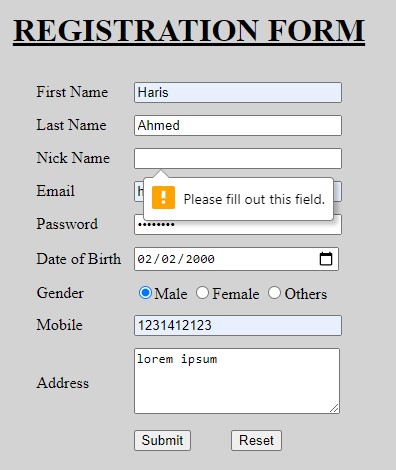 REGISTRATION FORM
First Name Haris
Last Name Ahmed
Nick Name
Email h
Please fill out this field.
Password ••••••••
Date of Birth 02/02/2000
Gender Male Female Others
Mobile 1231412123
Address lorem ipsum
Submit Reset